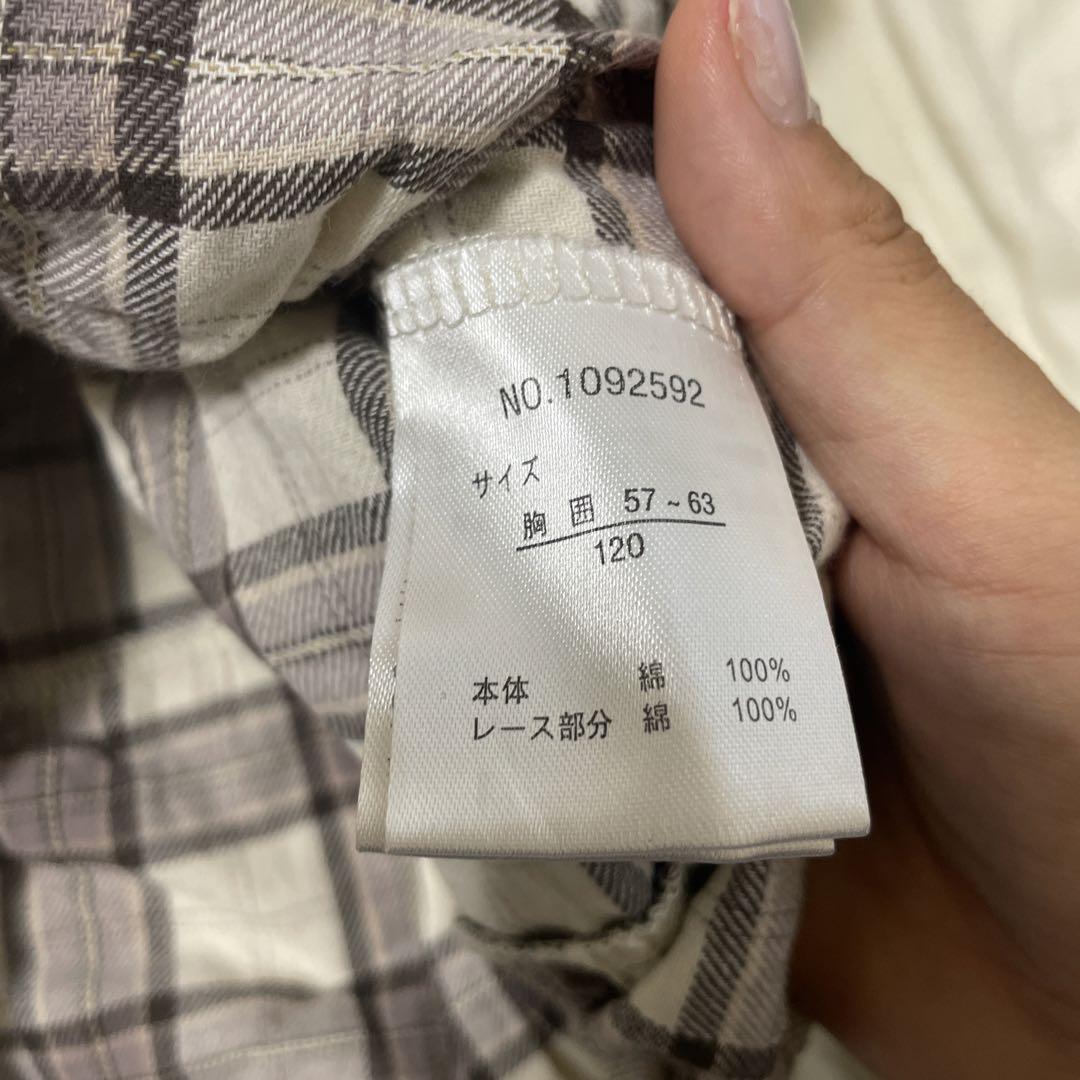 NO.1092592
サイズ
胸 囲 57~63
120
本体 綿 100%
レース部分 綿 100%